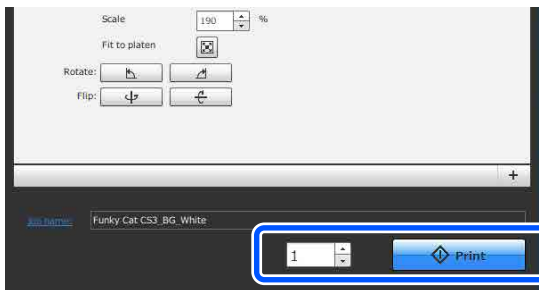 Scale 190 %
Fit to platen
Rotate:
Flip:
+
Job name: Funky Cat CS3_BG_White
1 Print